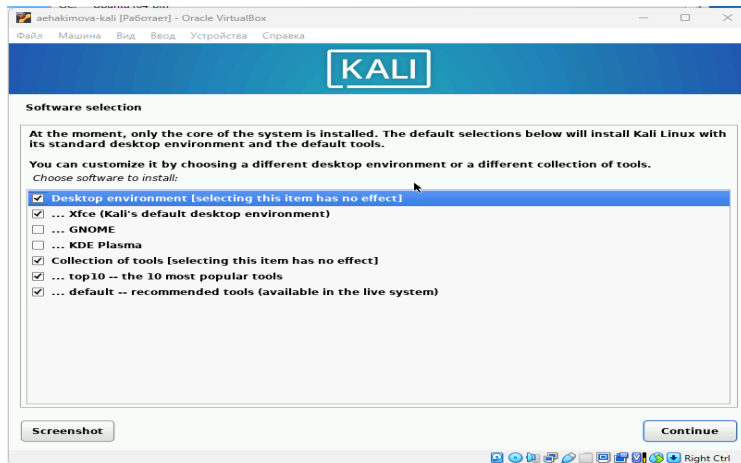 aehakimova-kali [Работает] - Oracle VirtualBox
Файл Машина Вид Ввод Устройства Справка
KALI
Software selection
At the moment, only the core of the system is installed. The default selections below will install Kali Linux with
its standard desktop environment and the default tools.
You can customize it by choosing a different desktop environment or a different collection of tools.
Choose software to install:
Desktop environment [selecting this item has no effect]
... Xfce (Kali's default desktop environment)
... GNOME
... KDE Plasma
Collection of tools [selecting this item has no effect]
... top10 -- the 10 most popular tools
... default -- recommended tools (available in the live system)
Screenshot
Continue
Right Ctrl